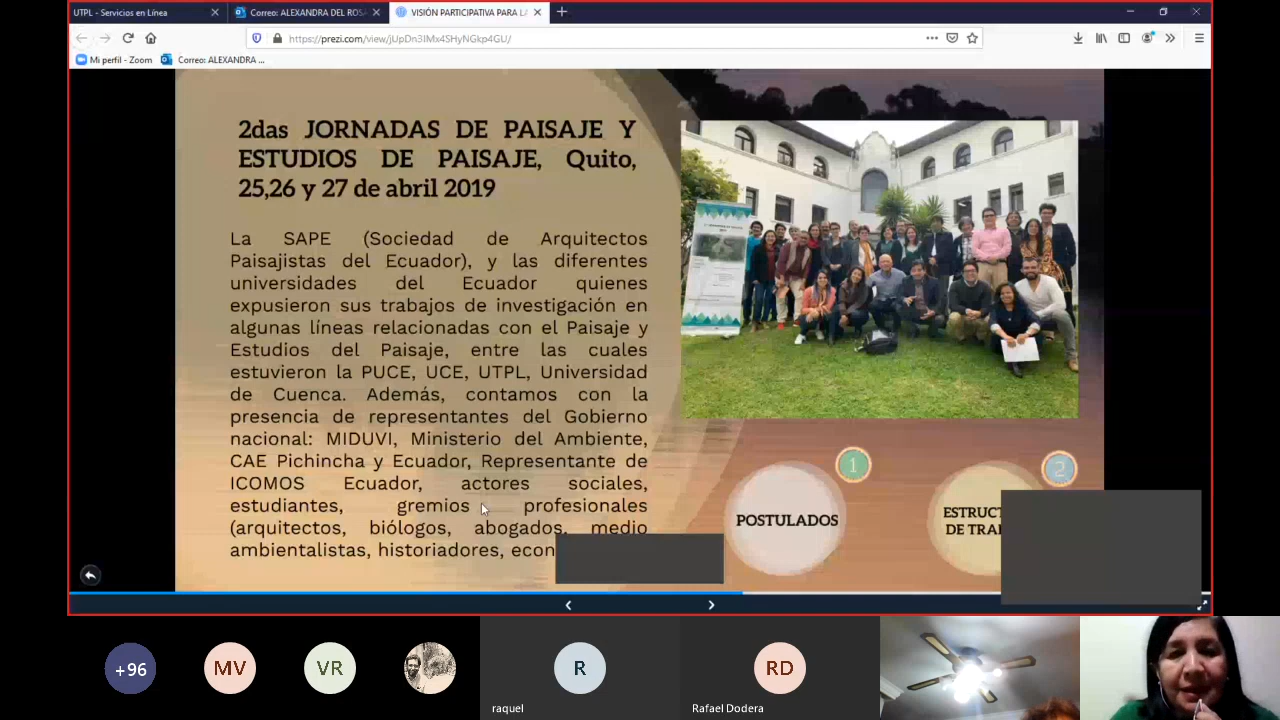 UTPL - Servicios en Línea
Correo: ALEXANDRA DEL ROSA
VISIÓN PARTICIPATIVA PARA LA
https://prezi.com/view/jUpDn3IMx4SHyNGkp4GU/
Mi perfil - Zoom
Correo: ALEXANDRA ...
2das JORNADAS DE PAISAJE Y
ESTUDIOS DE PAISAJE, Quito,
25,26 y 27 de abril 2019
La SAPE (Sociedad de Arquitectos
Paisajistas del Ecuador), y las diferentes
universidades del Ecuador quienes
expusieron sus trabajos de investigación en
algunas líneas relacionadas con el Paisaje y
Estudios del Paisaje, entre las cuales
estuvieron la PUCE, UCE, UTPL, Universidad
de Cuenca. Además, contamos con la
presencia de representantes del Gobierno
nacional: MIDUVI, Ministerio del Ambiente,
CAE Pichincha y Ecuador, Representante de
ICOMOS Ecuador, actores sociales,
estudiantes, gremios profesionales
(arquitectos, biólogos, abogados, medio
ambientalistas, historiadores, econ
1
POSTULADOS
2
ESTRUCT
DE TRA
+96
MV
VR
R
raquel
RD
Rafael Dodera